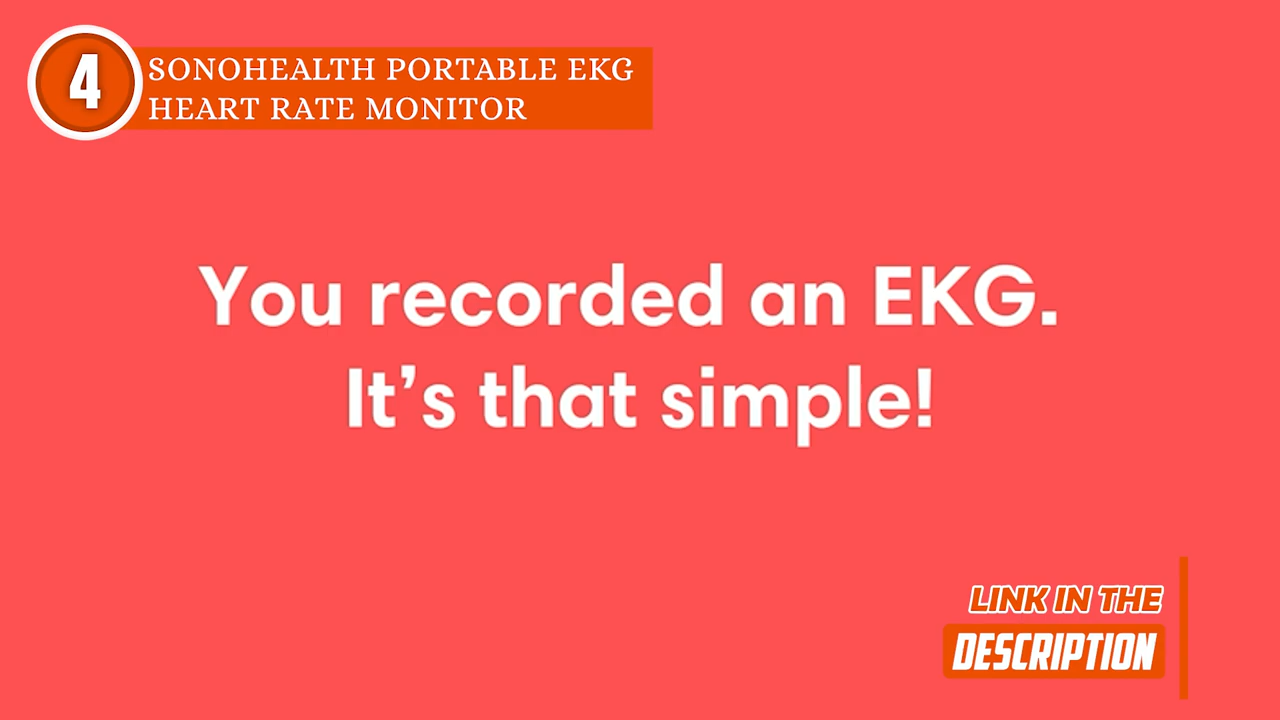 4
SONOHEALTH PORTABLE EKG
HEART RATE MONITOR
You recorded an EKG.
It’s that simple!
LINK IN THE
DESCRIPTION